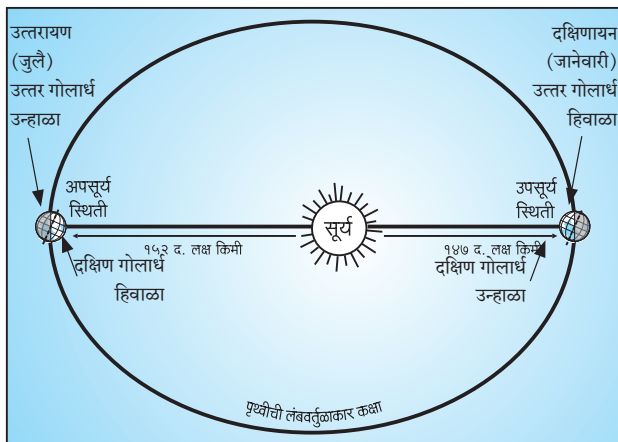 उत्तरायण
(जुलै)
उत्तर गोलार्ध
उन्हाळा
दक्षिणायन
(जानेवारी)
उत्तर गोलार्ध
हिवाळा
अपसूर्य
स्थिती
उपसूर्य
स्थिती
सूर्य
१५२ द. लक्ष किमी
१४७ द. लक्ष किमी
दक्षिण गोलार्ध
हिवाळा
दक्षिण गोलार्ध
उन्हाळा
पृथ्वीची लंबवर्तुळाकार कक्षा